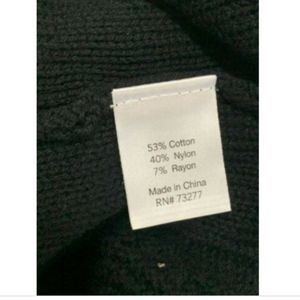 53% Cotton
40% Nylon
7% Rayon
Made in China
RN# 73277